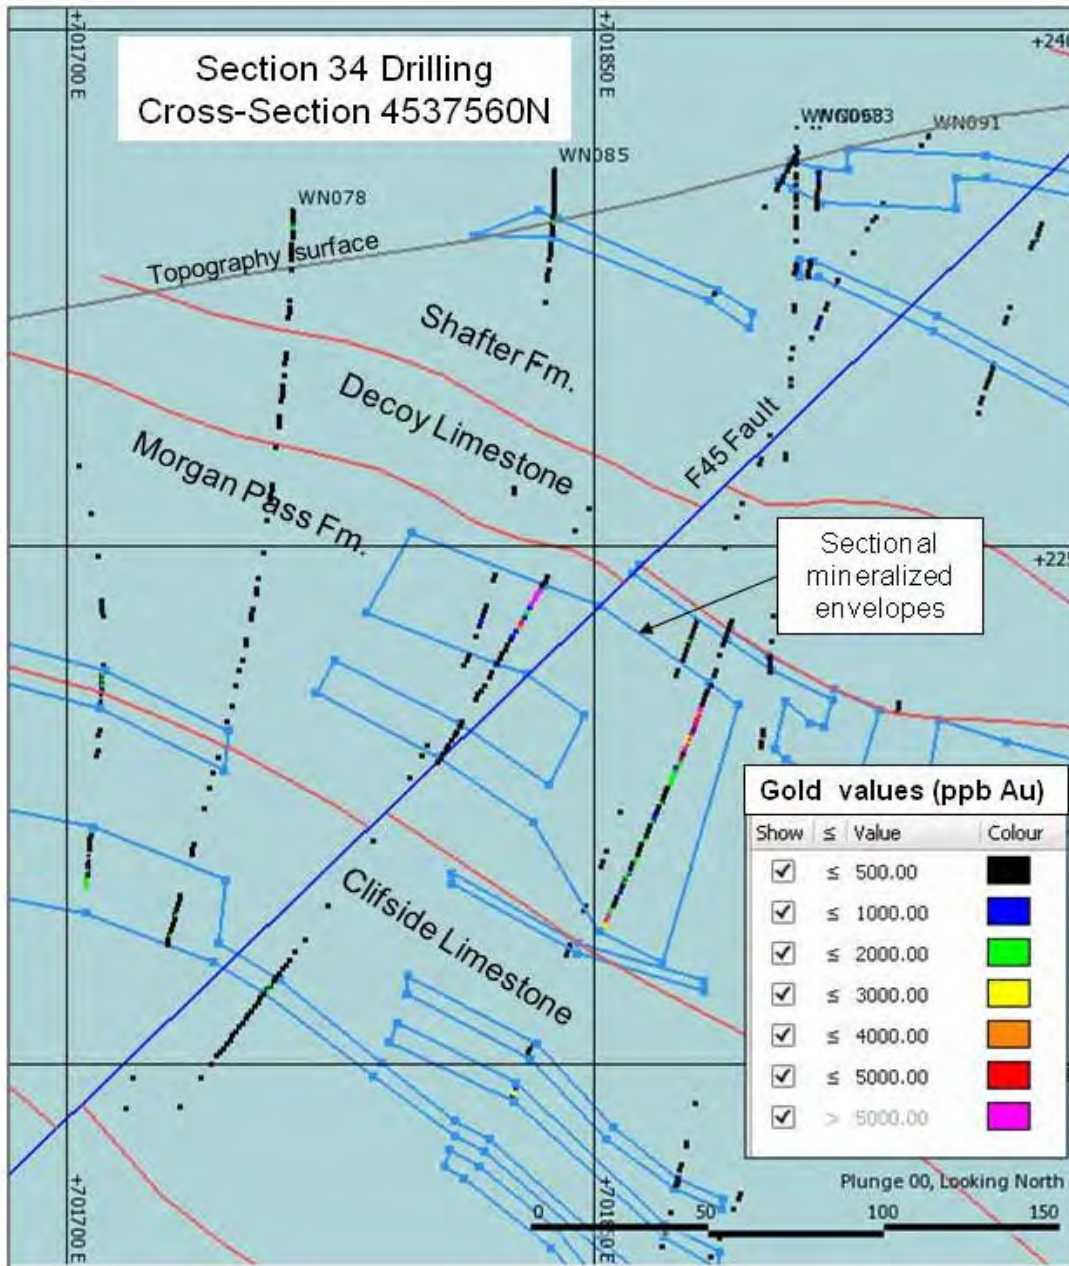 +701700 E
+701850 E
+240
Section 34 Drilling
Cross-Section 4537560N
WN091
WN085
WN078
Topography surface
Shafter Fm.
Decoy Limestone
Morgan Pass Fm.
F45 Fault
Sectional
mineralized
envelopes
+225
Clifside Limestone
Gold values (ppb Au)
Show ≤ Value Colour
≤ 500.00
≤ 1000.00
≤ 2000.00
≤ 3000.00
≤ 4000.00
≤ 5000.00
> 5000.00
Plunge 00, Looking North
0 50 100 150
+701700 E
+701850 E